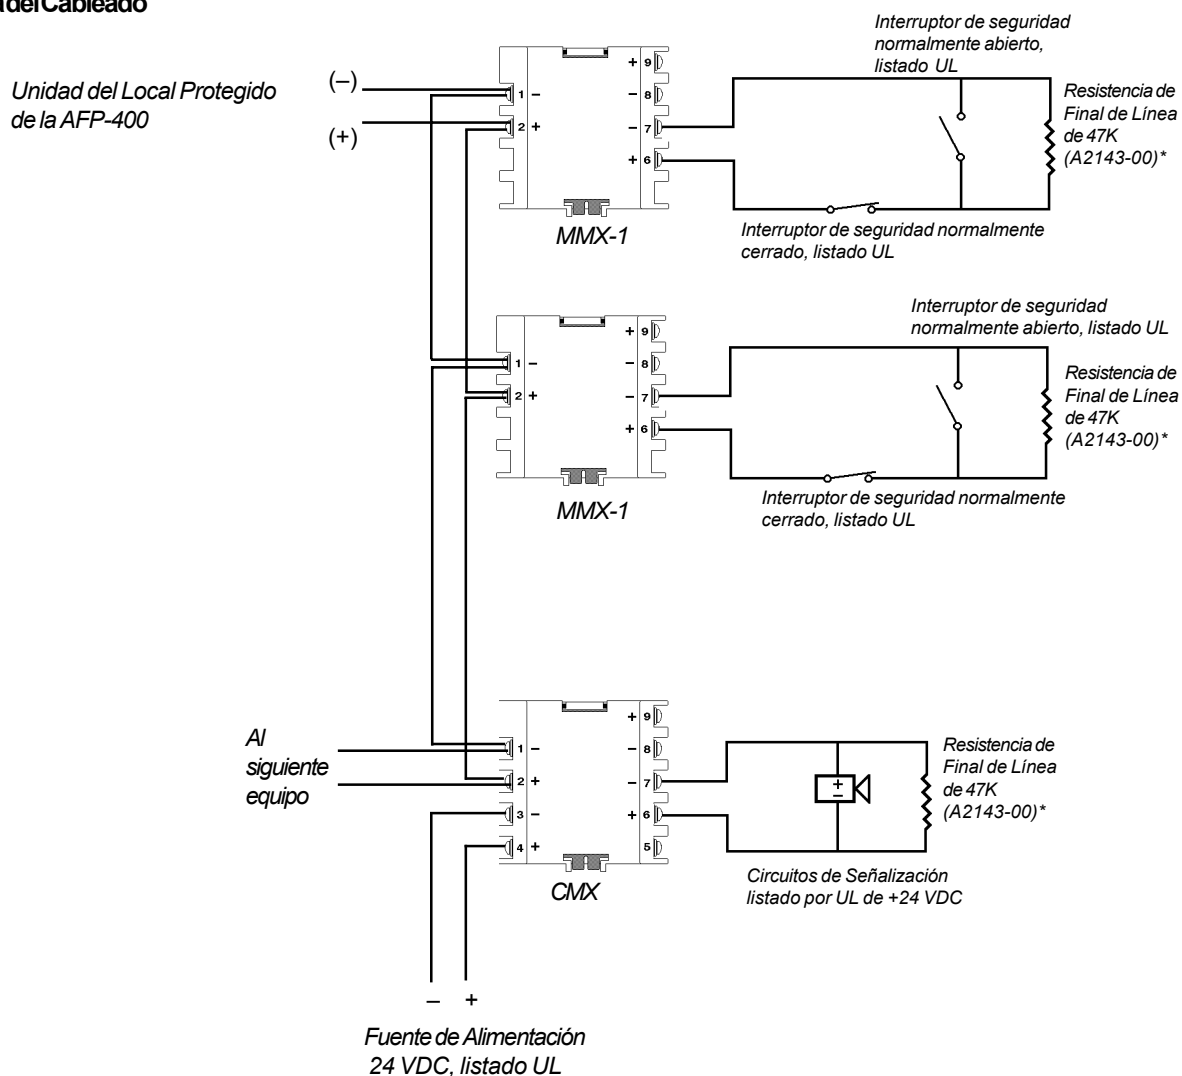 del Cableado
Interruptor de seguridad
normalmente abierto,
listado UL
Unidad del Local Protegido
de la AFP-400
(–)
(+)
1 –
2 +
+ 9
– 8
– 7
+ 6
Resistencia de
Final de Línea
de 47K
(A2143-00)*
MMX-1
Interruptor de seguridad normalmente
cerrado, listado UL
Interruptor de seguridad
normalmente abierto, listado UL
1 –
2 +
+ 9
– 8
– 7
+ 6
Resistencia de
Final de Línea
de 47K
(A2143-00)*
MMX-1
Interruptor de seguridad normalmente
cerrado, listado UL
Al
siguiente
equipo
1 –
2 +
3 –
4 +
+ 9
– 8
– 7
+ 6
5
+
–
Resistencia de
Final de Línea
de 47K
(A2143-00)*
CMX
Circuitos de Señalización
listado por UL de +24 VDC
– +
Fuente de Alimentación
24 VDC, listado UL